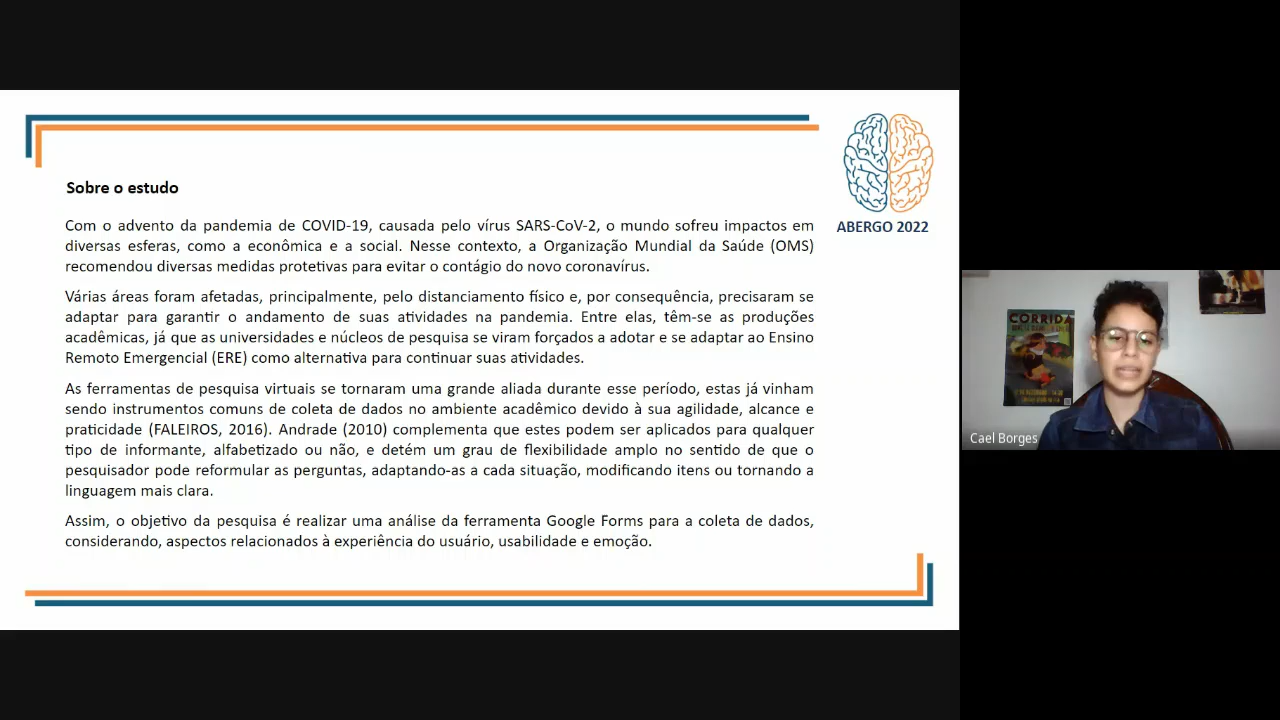 Sobre o estudo
Com o advento da pandemia de COVID-19, causada pelo vírus SARS-CoV-2, o mundo sofreu impactos em
diversas esferas, como a econômica e a social. Nesse contexto, a Organização Mundial da Saúde (OMS)
recomendou diversas medidas protetivas para evitar o contágio do novo coronavírus.
Várias áreas foram afetadas, principalmente, pelo distanciamento físico e, por consequência, precisaram se
adaptar para garantir o andamento de suas atividades na pandemia. Entre elas, têm-se as produções
acadêmicas, já que as universidades e núcleos de pesquisa se viram forçados a adotar e se adaptar ao Ensino
Remoto Emergencial (ERE) como alternativa para continuar suas atividades.
As ferramentas de pesquisa virtuais se tornaram uma grande aliada durante esse período, estas já vinham
sendo instrumentos comuns de coleta de dados no ambiente acadêmico devido à sua agilidade, alcance e
praticidade (FALEIROS, 2016). Andrade (2010) complementa que estes podem ser aplicados para qualquer
tipo de informante, alfabetizado ou não, e detém um grau de flexibilidade amplo no sentido de que o
pesquisador pode reformular as perguntas, adaptando-as a cada situação, modificando itens ou tornando a
linguagem mais clara.
Assim, o objetivo da pesquisa é realizar uma análise da ferramenta Google Forms para a coleta de dados,
considerando, aspectos relacionados à experiência do usuário, usabilidade e emoção.
ABERGO 2022
CORRIDA
Cael Borges